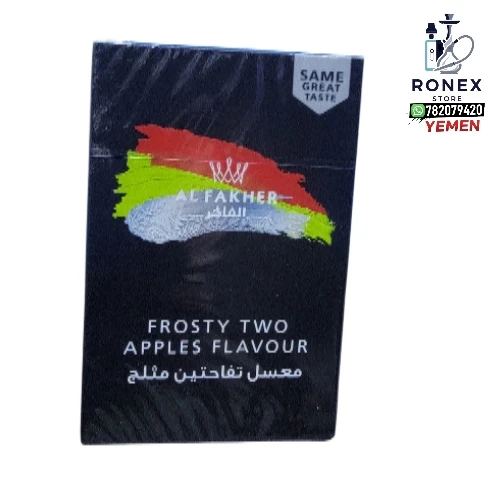 SAME
GREAT
TASTE
RONEX
STORE
782079420
YEMEN
AL FAKHER
الفاخر
FROSTY TWO
APPLES FLAVOUR
معسل تفاحتين مثلج